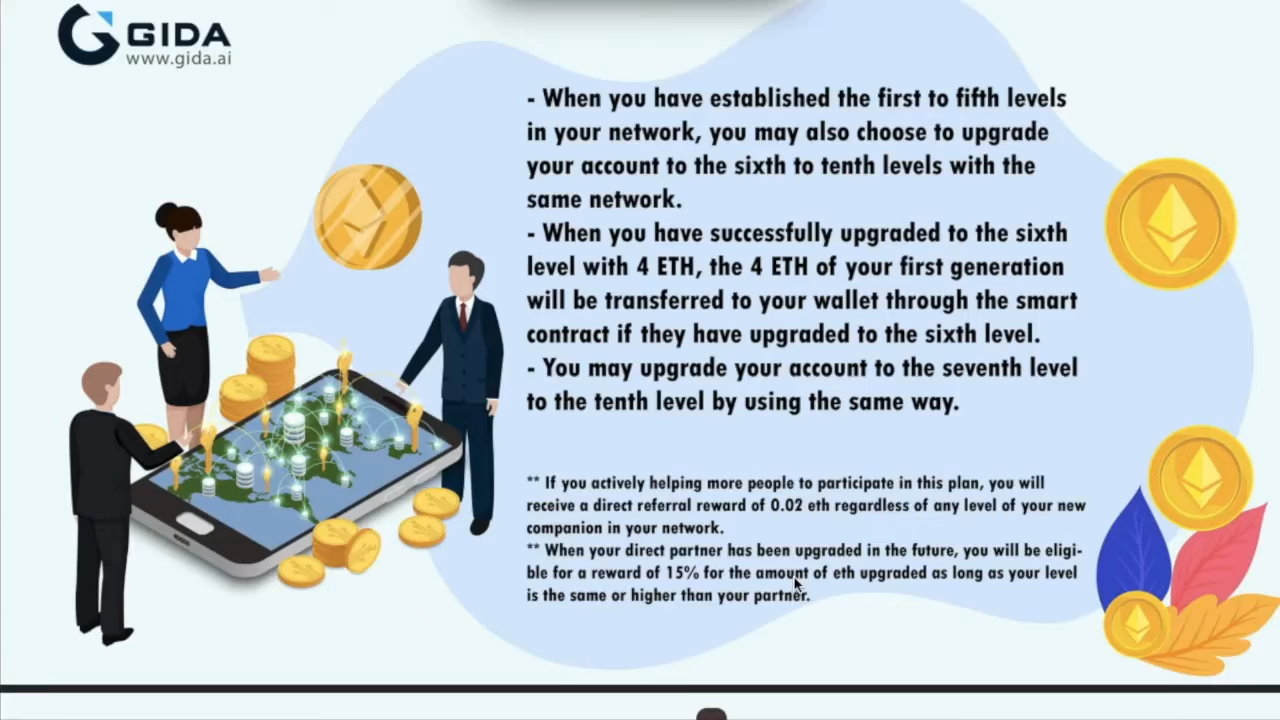 GIDA
www.gida.ai
- When you have established the first to fifth levels
in your network, you may also choose to upgrade
your account to the sixth to tenth levels with the
same network.
- When you have successfully upgraded to the sixth
level with 4 ETH, the 4 ETH of your first generation
will be transferred to your wallet through the smart
contract if they have upgraded to the sixth level.
- You may upgrade your account to the seventh level
to the tenth level by using the same way.
** If you actively helping more people to participate in this plan, you will
receive a direct referral reward of 0.02 eth regardless of any level of your new
companion in your network.
** When your direct partner has been upgraded in the future, you will be eligi-
ble for a reward of 15% for the amount of eth upgraded as long as your level
is the same or higher than your partner.